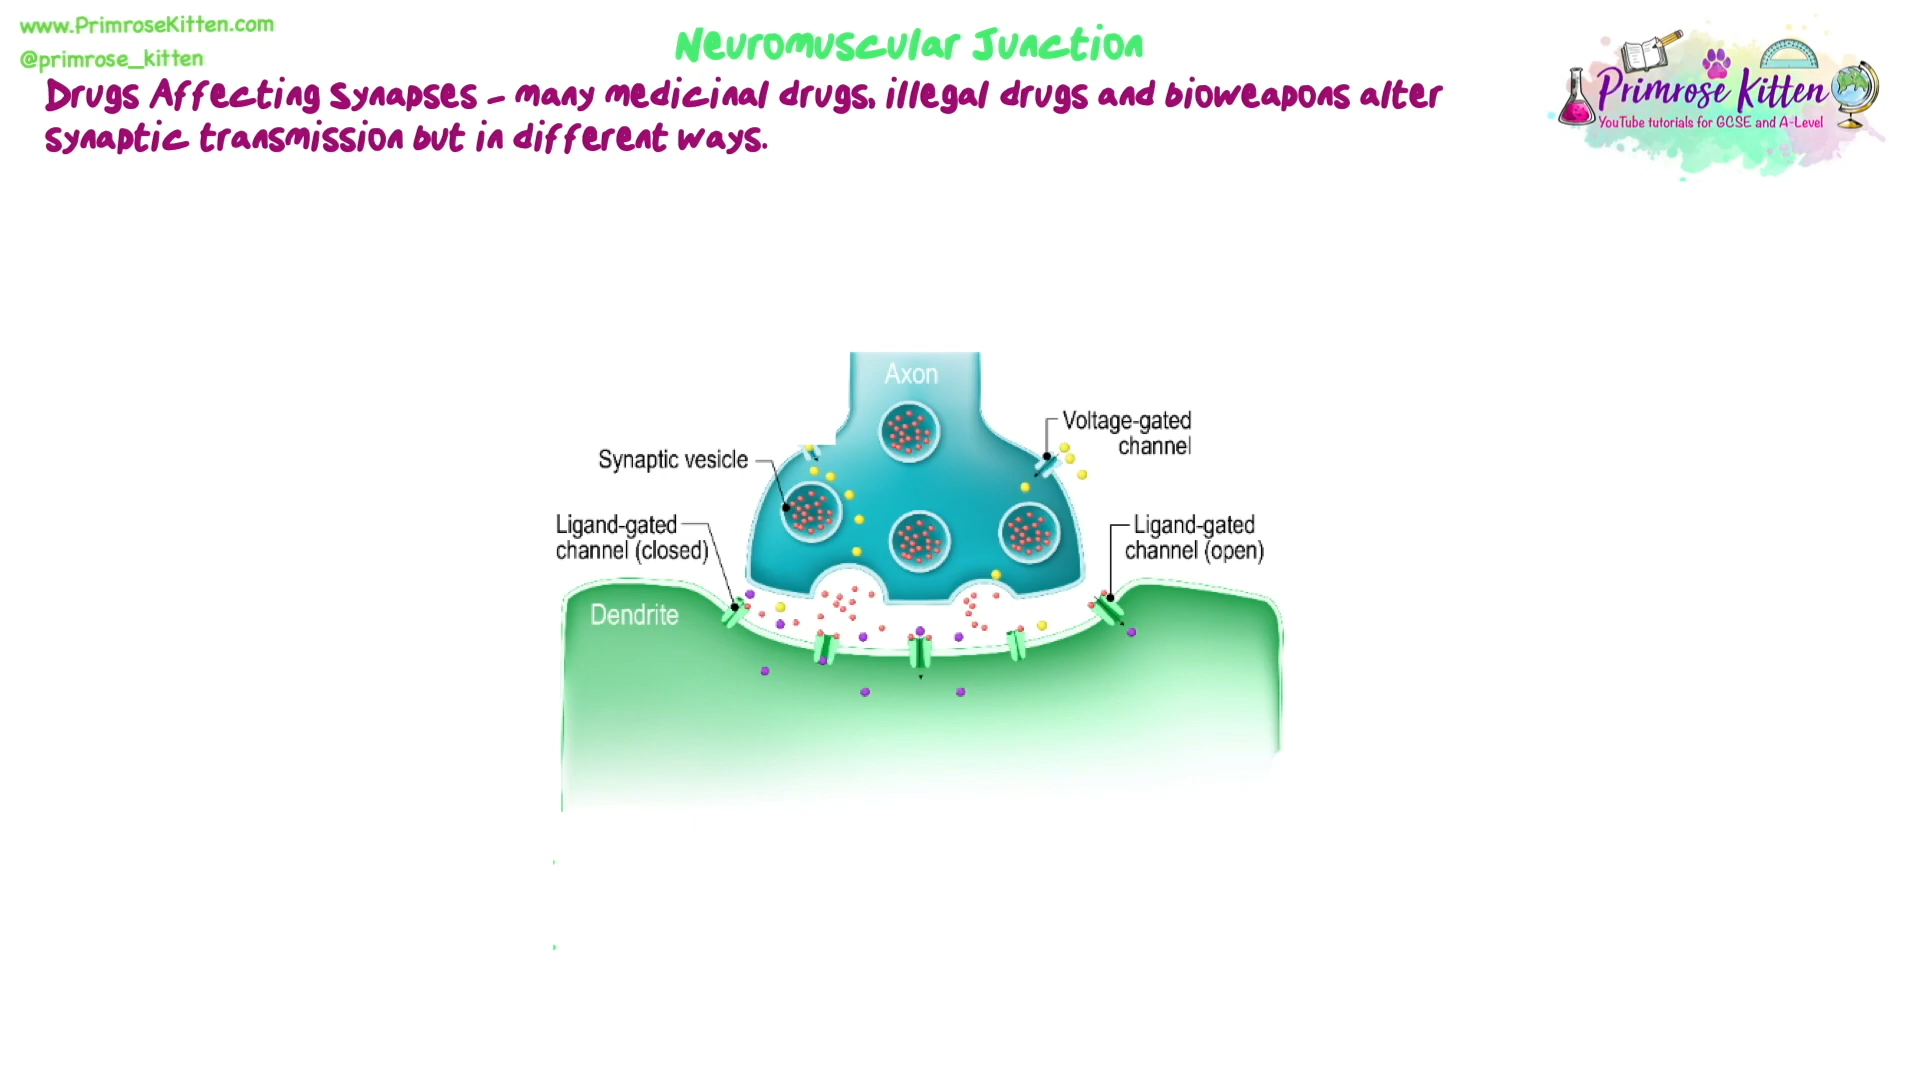 www.PrimroseKitten.com
@primrose_kitten
Neuromuscular Junction
Drugs Affecting Synapses - many medicinal drugs, illegal drugs and bioweapons alter
synaptic transmission but in different ways.
Primrose Kitten
YouTube tutorials for GCSE and A-Level
Axon
Voltage-gated
channel
Synaptic vesicle
Ligand-gated
channel (closed)
Ligand-gated
channel (open)
Dendrite